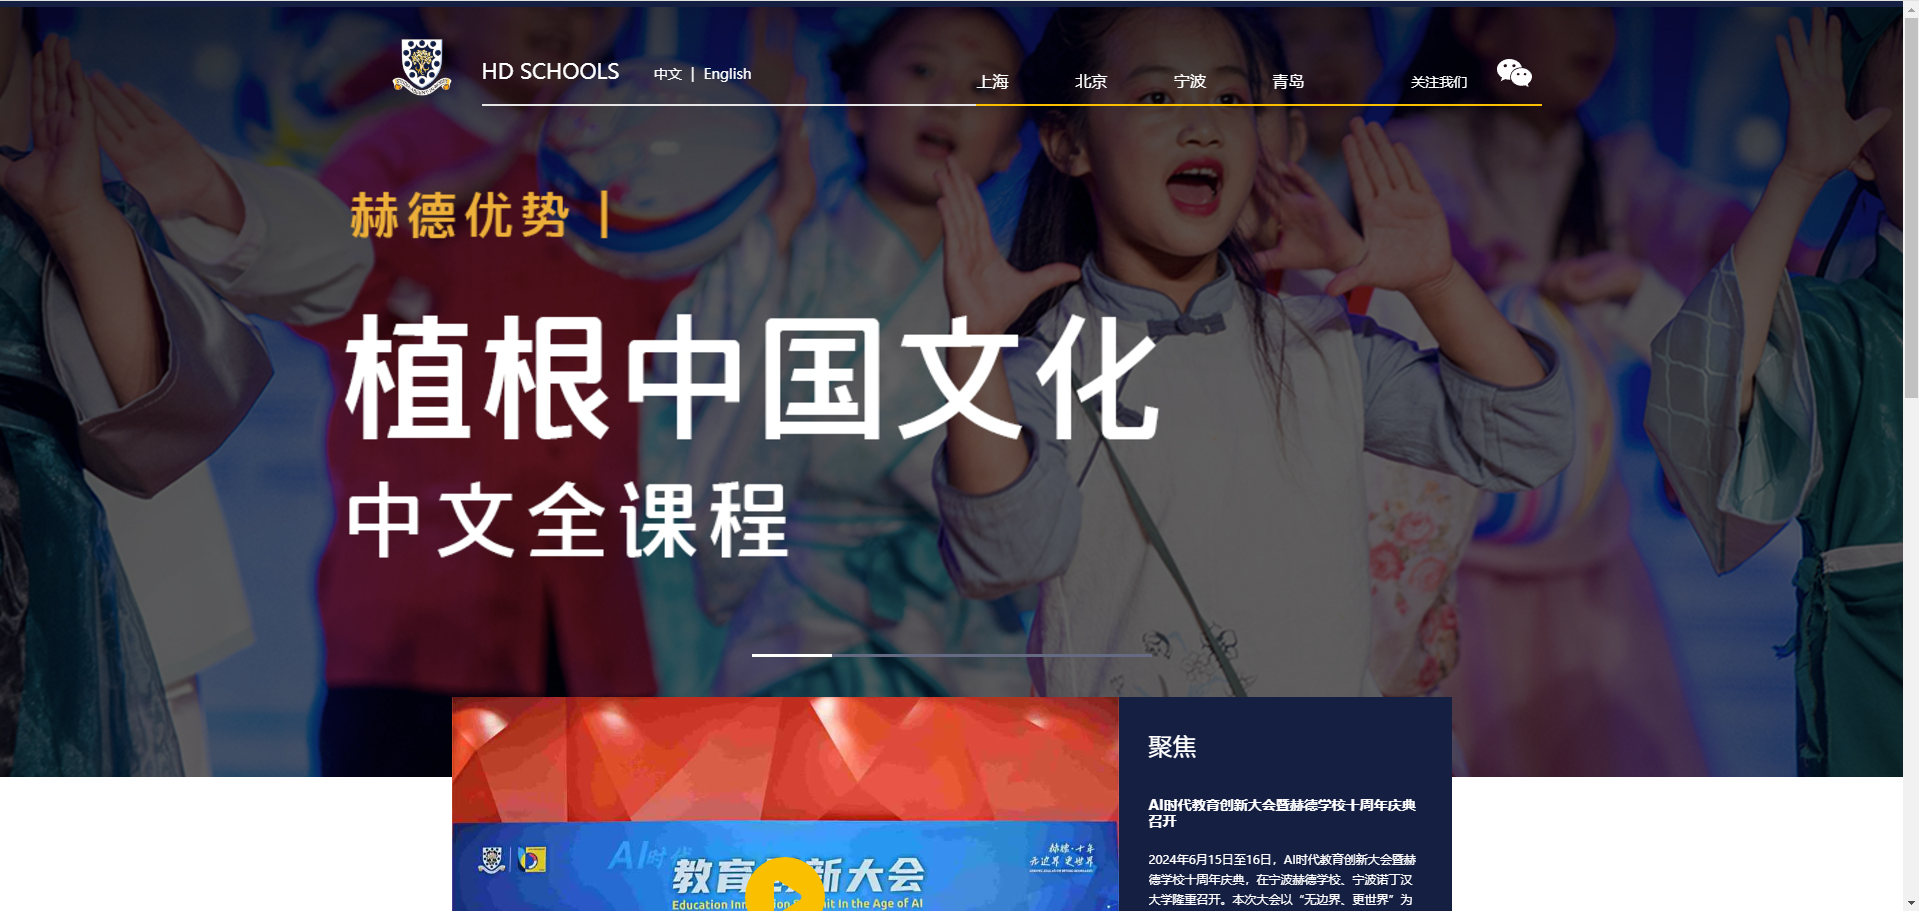 HD SCHOOLS
中文 | English
上海 北京 宁波 青岛 关注我们
赫德优势 |
植根中国文化
中文全课程
聚焦
AI时代教育创新大会暨赫德学校十周年庆典
召开
2024年6月15日至16日，AI时代教育创新大会暨赫
德学校十周年庆典，在宁波赫德学校、宁波诺丁汉
大学隆重召开。本次大会以“无边界、更世界”为
AI时代
赫德·十年
无边界 更世界
教育创新大会
Education Inn
it In the Age of AI